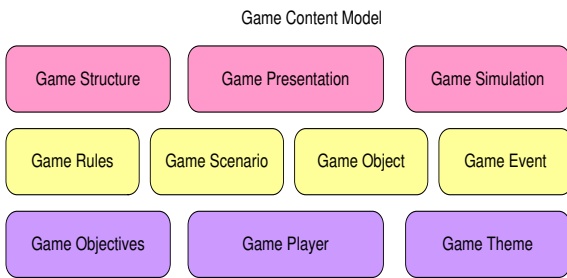 Game Content Model
Game Structure
Game Presentation
Game Simulation
Game Rules
Game Scenario
Game Object
Game Event
Game Objectives
Game Player
Game Theme